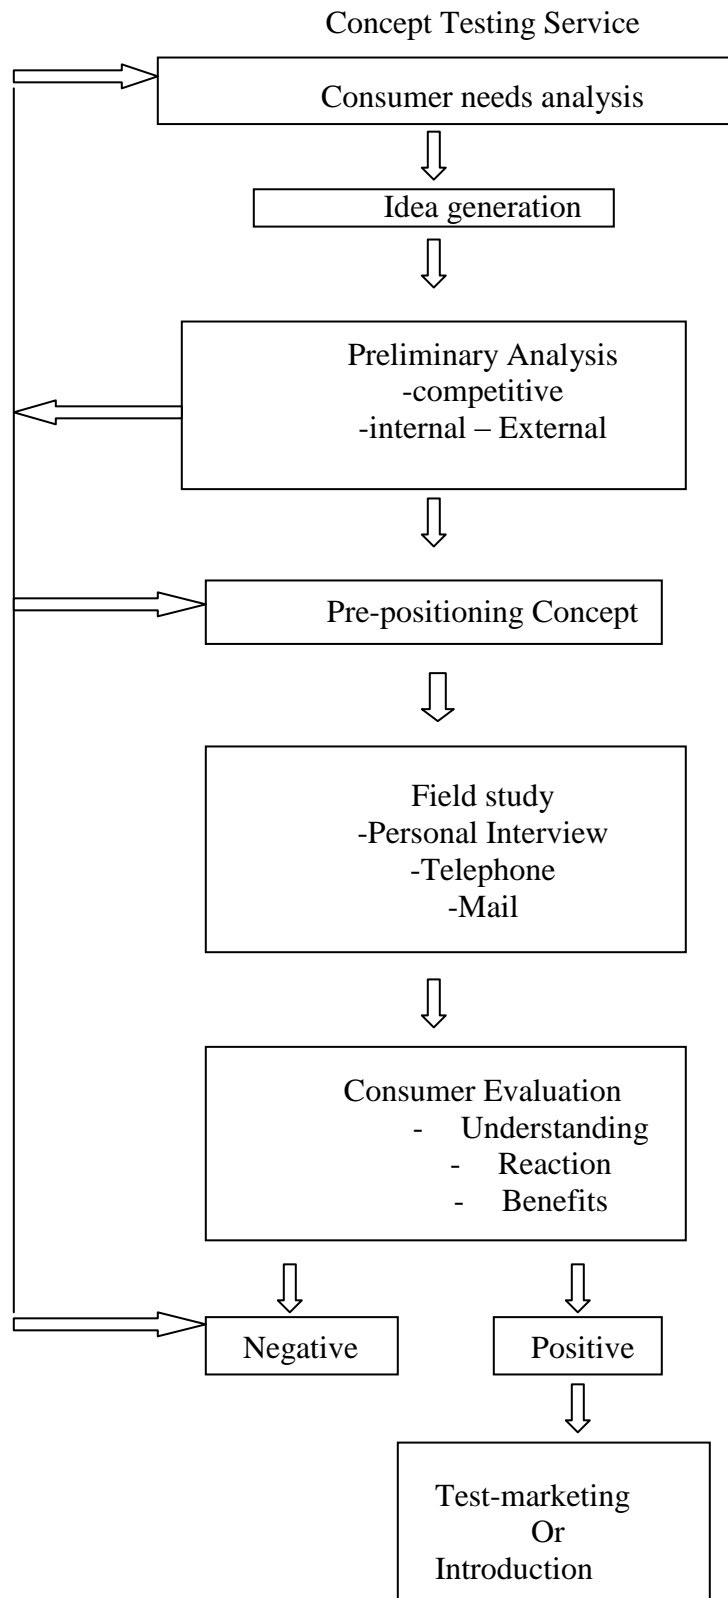 Concept Testing Service
Consumer needs analysis
Idea generation
Preliminary Analysis
-competitive
-internal – External
Pre-positioning Concept
Field study
-Personal Interview
-Telephone
-Mail
Consumer Evaluation
- Understanding
- Reaction
- Benefits
Negative
Positive
Test-marketing
Or
Introduction